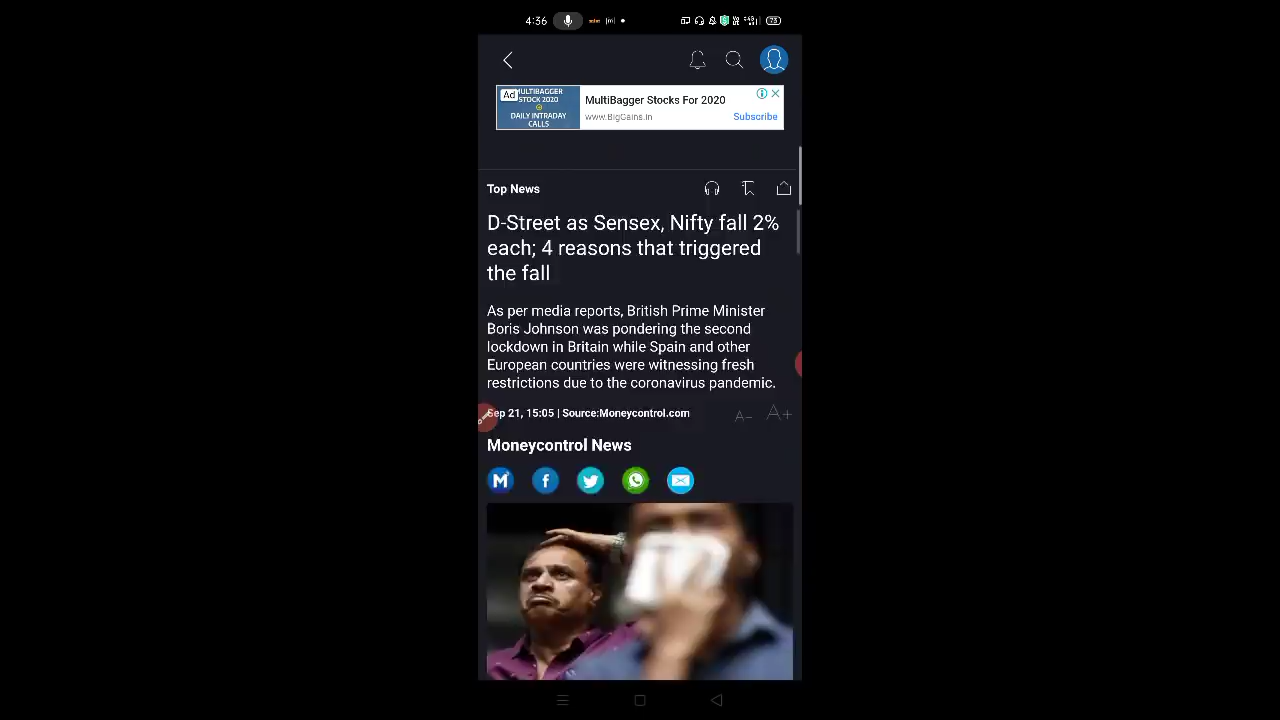 4:36
73
Ad
MULTIBAGGER
STOCK 2020
DAILY INTRADAY
CALLS
MultiBagger Stocks For 2020
www.BigGains.in
Subscribe
Top News
D-Street as Sensex, Nifty fall 2%
each; 4 reasons that triggered
the fall
As per media reports, British Prime Minister
Boris Johnson was pondering the second
lockdown in Britain while Spain and other
European countries were witnessing fresh
restrictions due to the coronavirus pandemic.
Sep 21, 15:05 | Source:Moneycontrol.com
A- A+
Moneycontrol News